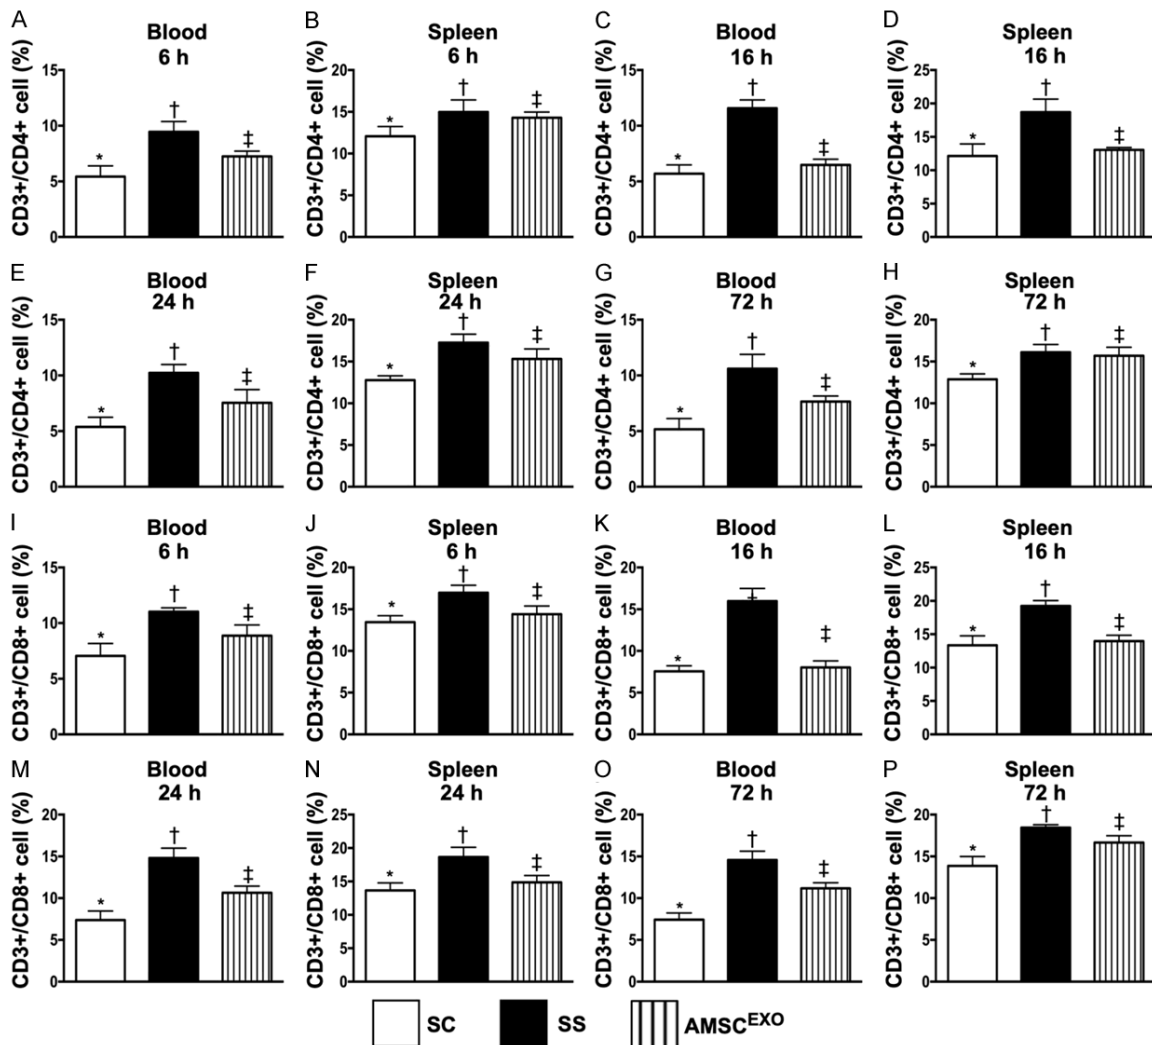 A
Blood
6 h
CD3+/CD4+ cell (%)
15
10
5
0
*
†
‡
B
Spleen
6 h
CD3+/CD4+ cell (%)
20
15
10
5
0
*
†
‡
C
Blood
16 h
CD3+/CD4+ cell (%)
15
10
5
0
*
†
‡
D
Spleen
16 h
CD3+/CD4+ cell (%)
25
20
15
10
5
0
*
†
‡
E
Blood
24 h
CD3+/CD4+ cell (%)
15
10
5
0
*
†
‡
F
Spleen
24 h
CD3+/CD4+ cell (%)
20
15
10
5
0
*
†
‡
G
Blood
72 h
CD3+/CD4+ cell (%)
15
10
5
0
*
†
‡
H
Spleen
72 h
CD3+/CD4+ cell (%)
20
15
10
5
0
*
†
‡
I
Blood
6 h
CD3+/CD8+ cell (%)
15
10
5
0
*
†
‡
J
Spleen
6 h
CD3+/CD8+ cell (%)
20
15
10
5
0
*
†
‡
K
Blood
16 h
CD3+/CD8+ cell (%)
20
15
10
5
0
*
†
‡
L
Spleen
16 h
CD3+/CD8+ cell (%)
25
20
15
10
5
0
*
†
‡
M
Blood
24 h
CD3+/CD8+ cell (%)
20
15
10
5
0
*
†
‡
N
Spleen
24 h
CD3+/CD8+ cell (%)
25
20
15
10
5
0
*
†
‡
O
Blood
72 h
CD3+/CD8+ cell (%)
20
15
10
5
0
*
†
‡
P
Spleen
72 h
CD3+/CD8+ cell (%)
20
15
10
5
0
*
†
‡
SC
SS
AMSC^EXO